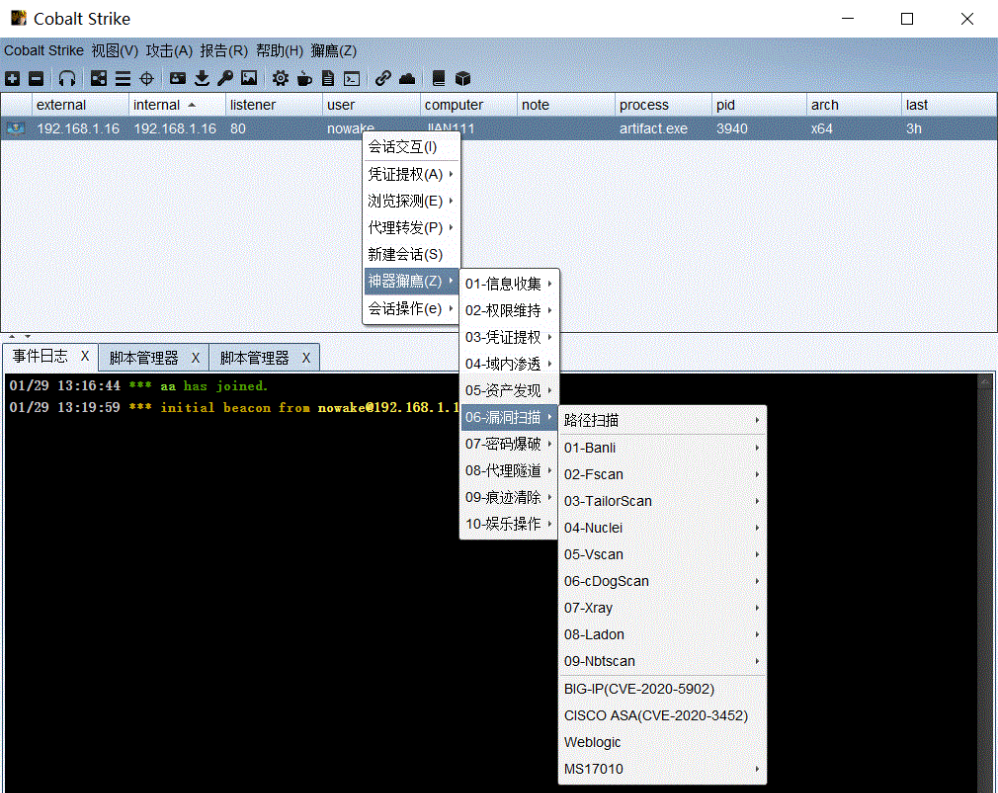 Cobalt Strike
Cobalt Strike 视图(V) 攻击(A) 报告(R) 帮助(H) 獬廌(Z)
external internal listener user computer note process pid arch last
192.168.1.16 192.168.1.16 80 nowake JIAN111 artifact.exe 3940 x64 3h
会话交互(I)
凭证提权(A)
浏览探测(E)
代理转发(P)
新建会话(S)
神器獬廌(Z)
会话操作(e)
01-信息收集
02-权限维持
03-凭证提权
04-域内渗透
05-资产发现
06-漏洞扫描
07-密码爆破
08-代理隧道
09-痕迹清除
10-娱乐操作
路径扫描
01-Banli
02-Fscan
03-TailorScan
04-Nuclei
05-Vscan
06-cDogScan
07-Xray
08-Ladon
09-Nbtscan
BIG-IP(CVE-2020-5902)
CISCO ASA(CVE-2020-3452)
Weblogic
MS17010
事件日志 X 脚本管理器 X 脚本管理器 X
01/29 13:16:44 *** aa has joined.
01/29 13:19:59 *** initial beacon from nowake@192.168.1.1